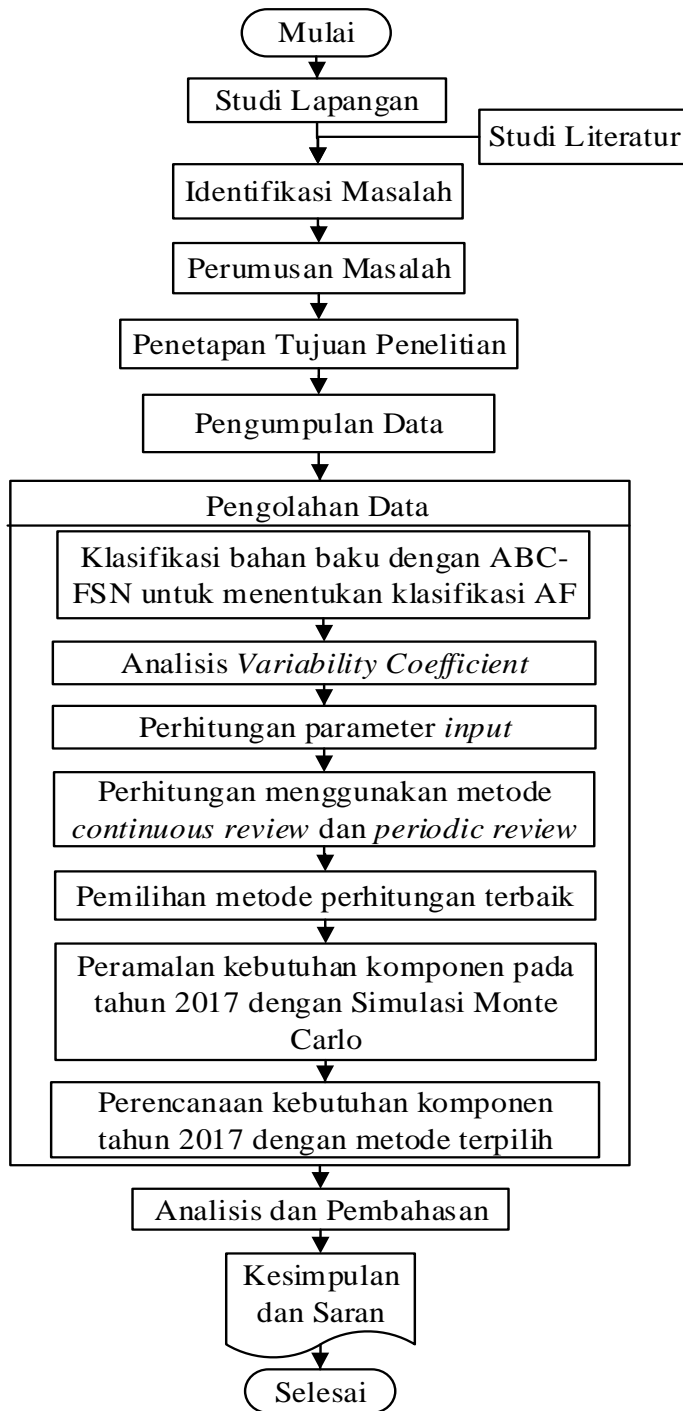 Mulai
Studi Lapangan
Studi Literatur
Identifikasi Masalah
Perumusan Masalah
Penetapan Tujuan Penelitian
Pengumpulan Data
Pengolahan Data
Klasifikasi bahan baku dengan ABC-
FSN untuk menentukan klasifikasi AF
Analisis Variability Coefficient
Perhitungan parameter input
Perhitungan menggunakan metode
continuous review dan periodic review
Pemilihan metode perhitungan terbaik
Peramalan kebutuhan komponen pada
tahun 2017 dengan Simulasi Monte
Carlo
Perencanaan kebutuhan komponen
tahun 2017 dengan metode terpilih
Analisis dan Pembahasan
Kesimpulan
dan Saran
Selesai